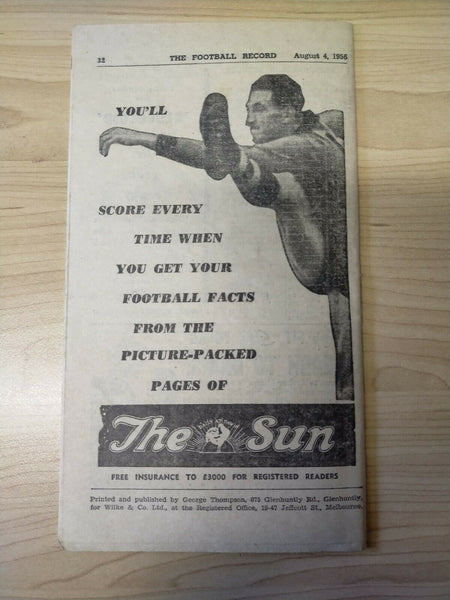 32 THE FOOTBALL RECORD August 4, 1956
YOU'LL
SCORE EVERY
TIME WHEN
YOU GET YOUR
FOOTBALL FACTS
FROM THE
PICTURE-PACKED
PAGES OF
The Sun
FREE INSURANCE TO £3000 FOR REGISTERED READERS
Printed and published by George Thompson, 875 Glenhuntly Rd., Glenhuntly,
for Wilke & Co. Ltd., at the Registered Office, 19-47 Jeffcott St., Melbourne.